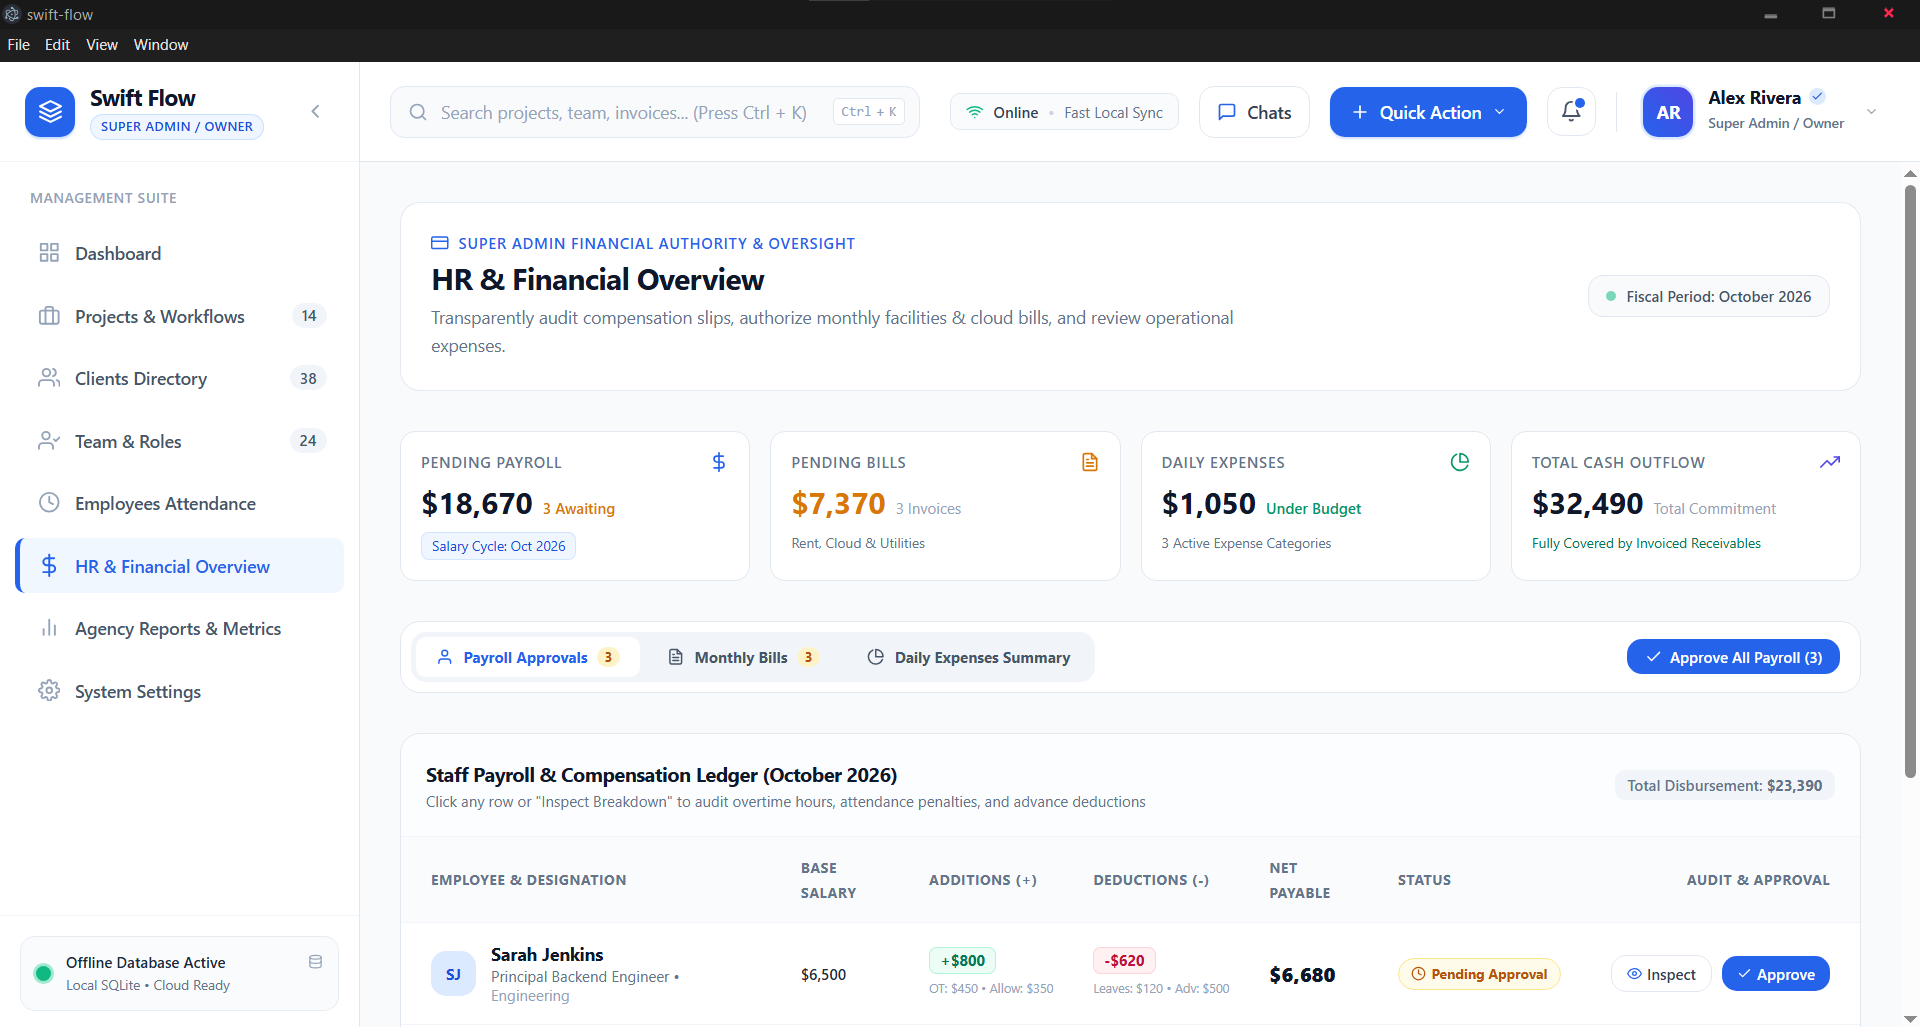 swift-flow
File Edit View Window
Swift Flow
SUPER ADMIN / OWNER
Search projects, team, invoices... (Press Ctrl + K)
Ctrl + K
Online • Fast Local Sync
Chats
+ Quick Action
AR
Alex Rivera
Super Admin / Owner
MANAGEMENT SUITE
Dashboard
Projects & Workflows 14
Clients Directory 38
Team & Roles 24
Employees Attendance
HR & Financial Overview
Agency Reports & Metrics
System Settings
Offline Database Active
Local SQLite • Cloud Ready
SUPER ADMIN FINANCIAL AUTHORITY & OVERSIGHT
HR & Financial Overview
Transparently audit compensation slips, authorize monthly facilities & cloud bills, and review operational
expenses.
Fiscal Period: October 2026
PENDING PAYROLL
$18,670 3 Awaiting
Salary Cycle: Oct 2026
PENDING BILLS
$7,370 3 Invoices
Rent, Cloud & Utilities
DAILY EXPENSES
$1,050 Under Budget
3 Active Expense Categories
TOTAL CASH OUTFLOW
$32,490 Total Commitment
Fully Covered by Invoiced Receivables
Payroll Approvals 3
Monthly Bills 3
Daily Expenses Summary
Approve All Payroll (3)
Staff Payroll & Compensation Ledger (October 2026)
Click any row or "Inspect Breakdown" to audit overtime hours, attendance penalties, and advance deductions
Total Disbursement: $23,390
EMPLOYEE & DESIGNATION
BASE
SALARY
ADDITIONS (+)
DEDUCTIONS (-)
NET
PAYABLE
STATUS
AUDIT & APPROVAL
SJ
Sarah Jenkins
Principal Backend Engineer •
Engineering
$6,500
+$800
OT: $450 • Allow: $350
-$620
Leaves: $120 • Adv: $500
$6,680
Pending Approval
Inspect
Approve